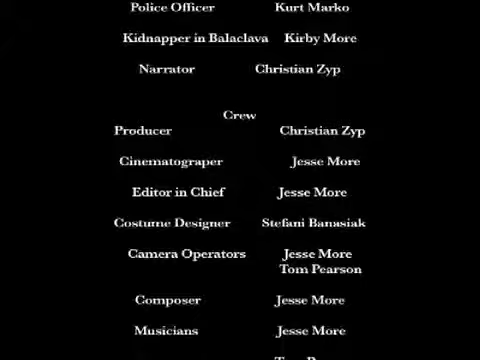 Police Officer Kurt Marko
Kidnapper in Balaclava Kirby More
Narrator Christian Zyp
Crew
Producer Christian Zyp
Cinematograper Jesse More
Editor in Chief Jesse More
Costume Designer Stefani Banasiak
Camera Operators Jesse More
Tom Pearson
Composer Jesse More
Musicians Jesse More